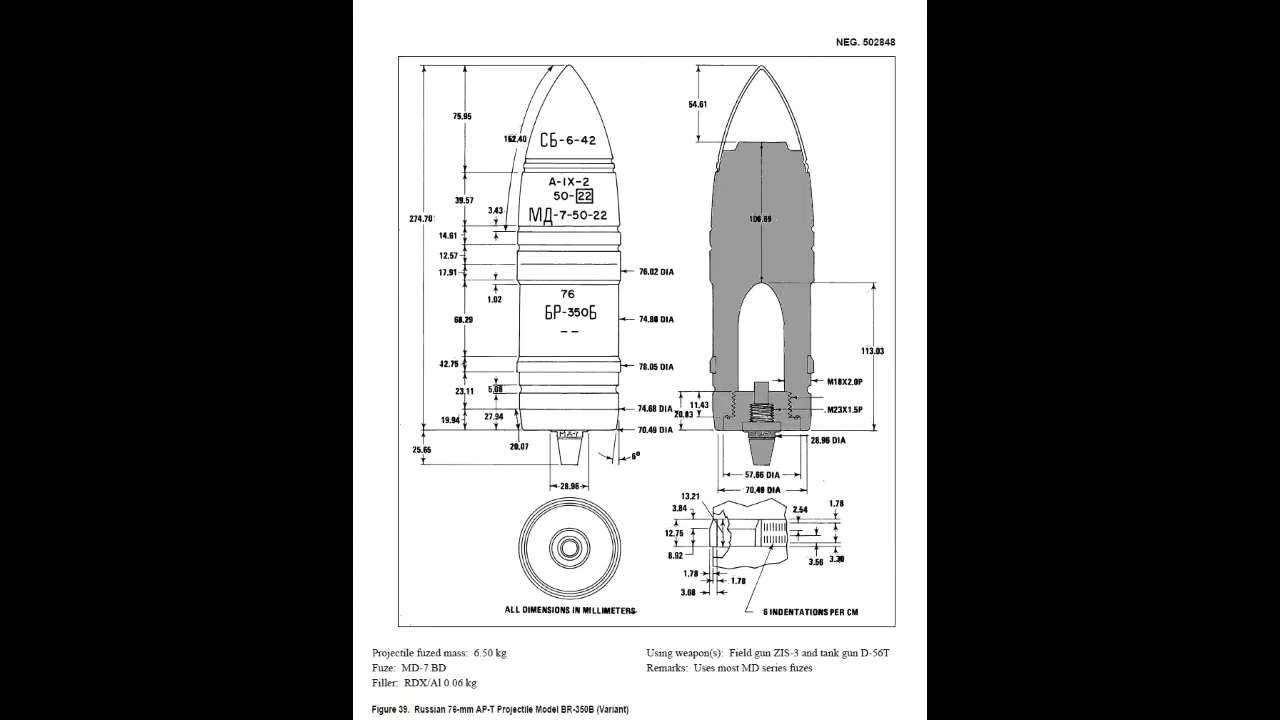 NEG. 502848
54.61
75.95
152.40
СБ-6-42
А-IX-2
50-22
МД-7-50-22
39.57
3.43
274.70
14.61
12.57
17.91
1.02
76.02 DIA
76
БР-350Б
– –
68.29
74.80 DIA
12.75
78.05 DIA
23.11
5.08
27.94
19.94
74.68 DIA
70.49 DIA
20.07
МД-7
25.65
6°
28.96
113.03
M18X2.0P
11.43
20.83
M23X1.5P
28.96 DIA
57.66 DIA
70.49 DIA
13.21
3.84
12.75
8.92
1.78
1.78
3.68
2.54
1.78
3.56
ALL DIMENSIONS IN MILLIMETERS
6 INDENTATIONS PER CM
Projectile fuzed mass: 6.50 kg
Fuze: MD-7 BD
Filler: RDX/Al 0.06 kg
Using weapon(s): Field gun ZIS-3 and tank gun D-56T
Remarks: Uses most MD series fuzes
Figure 39. Russian 76-mm AP-T Projectile Model BR-350B (Variant)